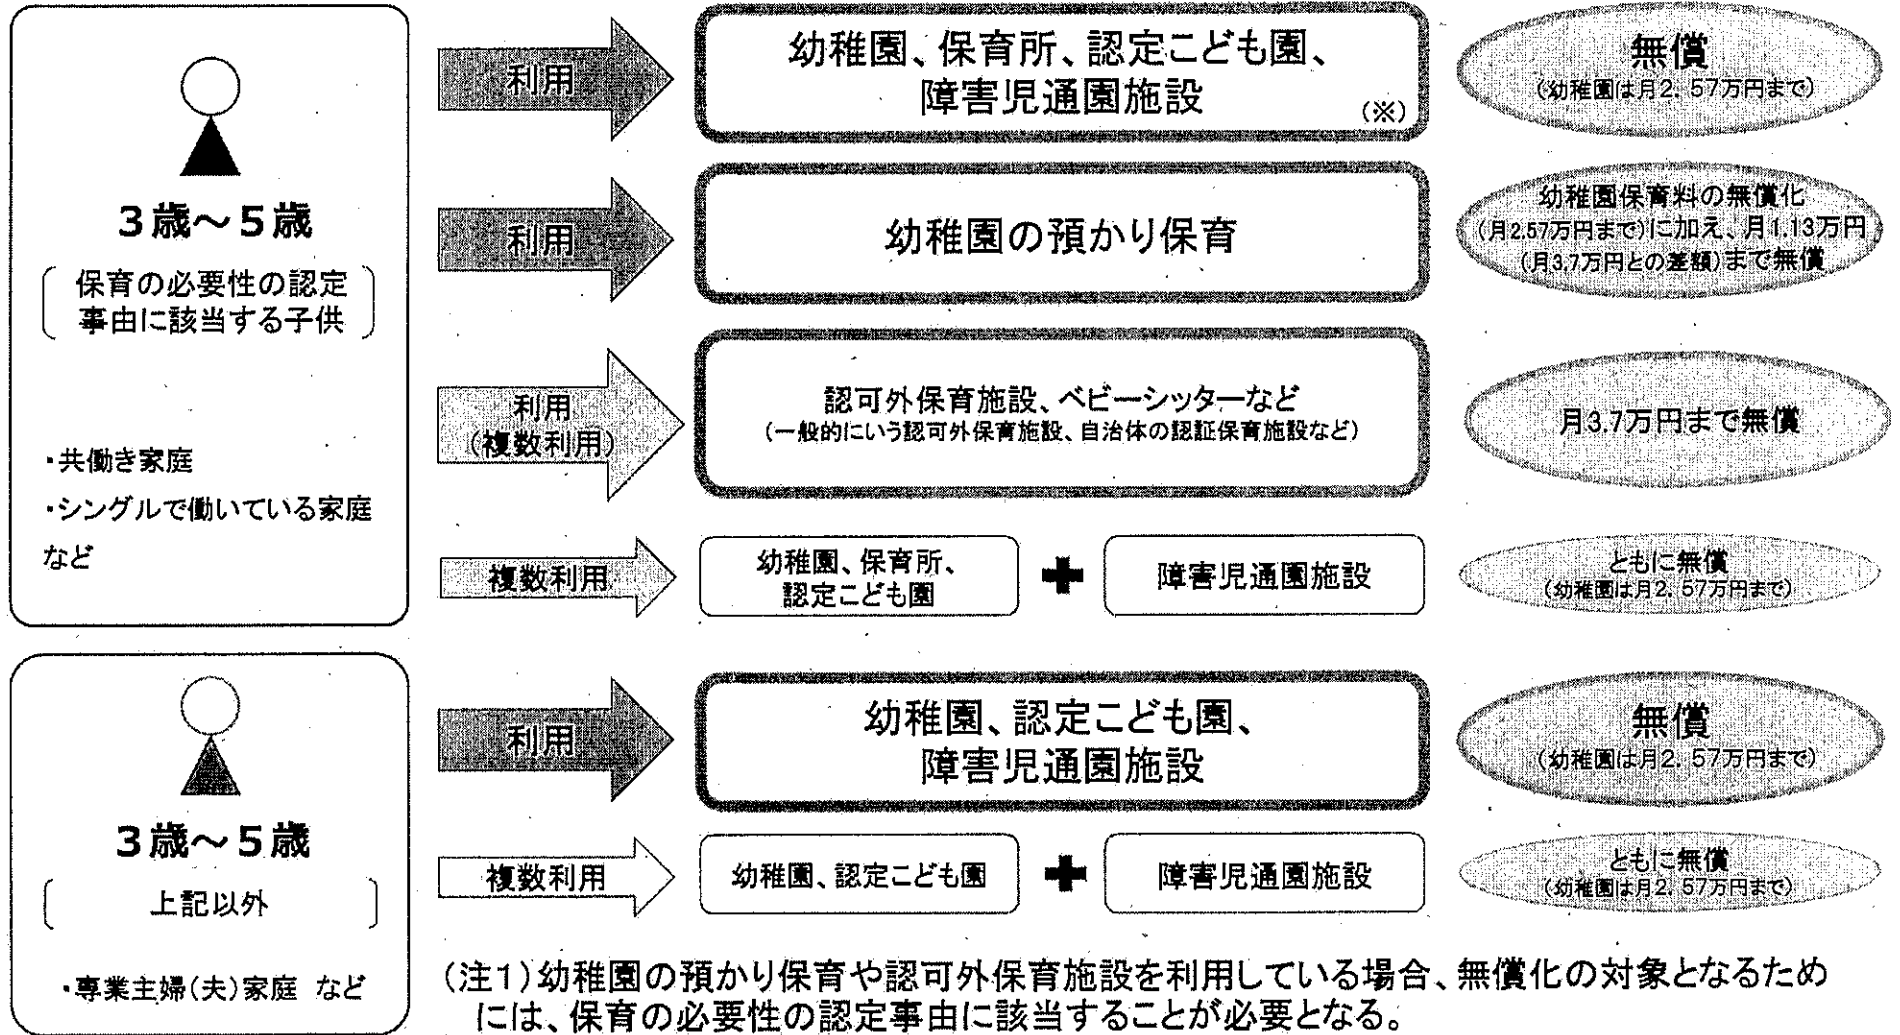 3歳～5歳
保育の必要性の認定
事由に該当する子供
・共働き家庭
・シングルで働いている家庭
など
利用
幼稚園、保育所、認定こども園、
障害児通園施設
(※)
無償
(幼稚園は月2.57万円まで)
利用
幼稚園の預かり保育
幼稚園保育料の無償化
(月2.57万円まで)に加え、月1.13万円
(月3.7万円との差額)まで無償
利用
(複数利用)
認可外保育施設、ベビーシッターなど
(一般的にいう認可外保育施設、自治体の認証保育施設など)
月3.7万円まで無償
複数利用
幼稚園、保育所、
認定こども園
+
障害児通園施設
ともに無償
(幼稚園は月2.57万円まで)
3歳～5歳
上記以外
・専業主婦(夫)家庭 など
利用
幼稚園、認定こども園、
障害児通園施設
無償
(幼稚園は月2.57万円まで)
複数利用
幼稚園、認定こども園
+
障害児通園施設
ともに無償
(幼稚園は月2.57万円まで)
(注1)幼稚園の預かり保育や認可外保育施設を利用している場合、無償化の対象となるため
には、保育の必要性の認定事由に該当することが必要となる。